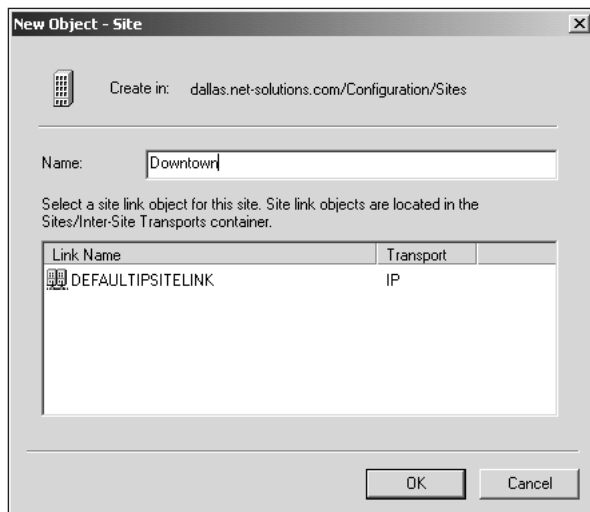 New Object - Site
Create in: dallas.net-solutions.com/Configuration/Sites
Name: Downtown
Select a site link object for this site. Site link objects are located in the
Sites/Inter-Site Transports container.
Link Name Transport
DEFAULTIPSITELINK IP
OK Cancel